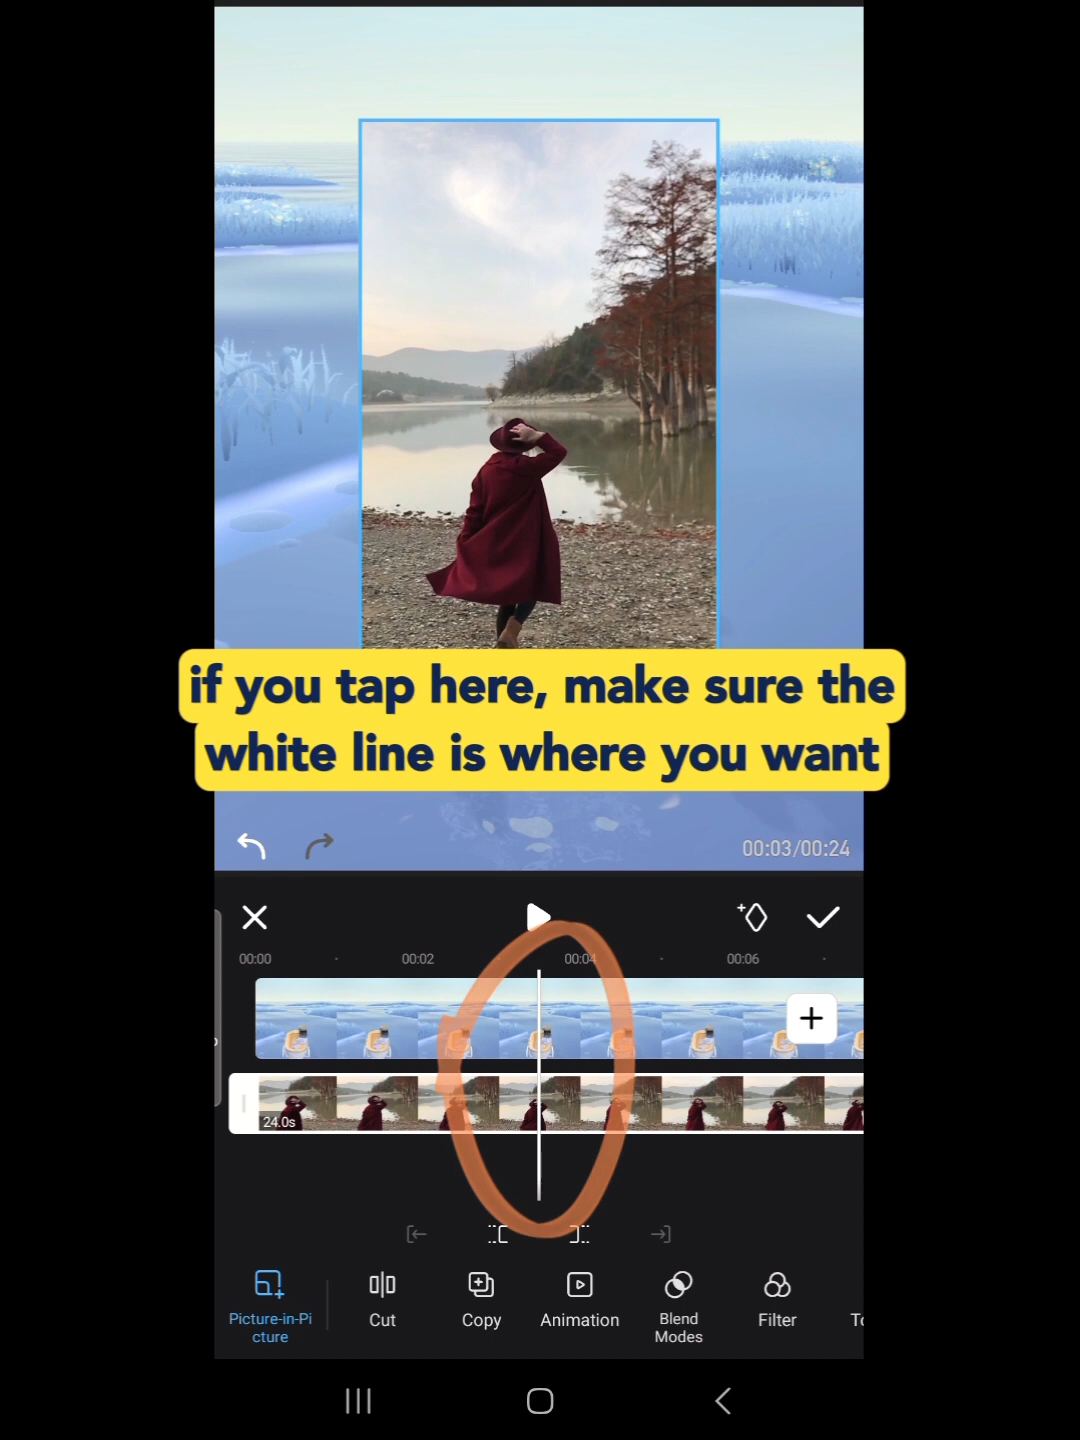 if you tap here, make sure the
white line is where you want
00:03/00:24
00:00
00:02
00:04
00:06
24.0s
Picture-in-Pi
cture
Cut
Copy
Animation
Blend
Modes
Filter